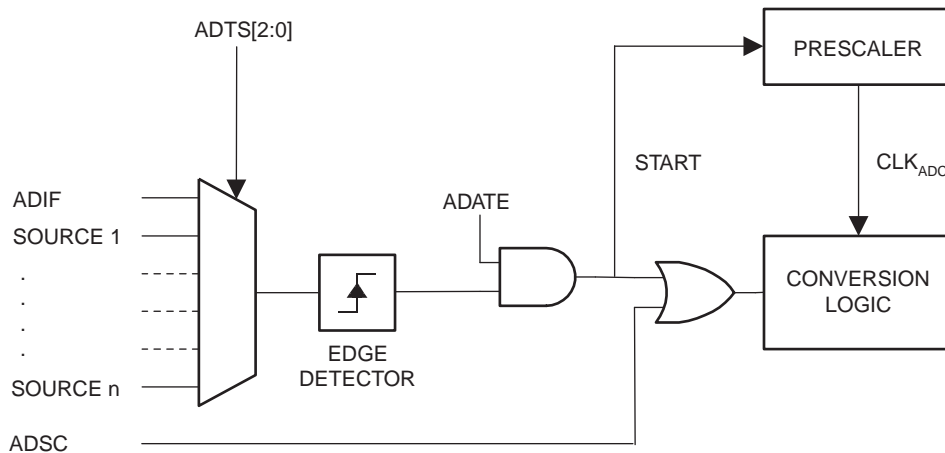 ADTS[2:0]
PRESCALER
START
CLKADC
ADIF
ADATE
SOURCE 1
.
.
.
.
CONVERSION
LOGIC
EDGE
DETECTOR
SOURCE n
ADSC